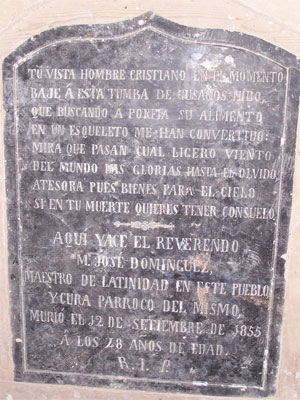 TU VISTA HOMBRE CRISTIANO EN EL MOMENTO
BAJE A ESTA TUMBA DE GUSANOS NIDO,
QUE BUSCANDO A PORFIA SU ALIMENTO
EN UN ESQUELETO ME HAN CONVERTIDO:
MIRA QUE PASAN CUAL LIGERO VIENTO
DEL MUNDO LAS GLORIAS HASTA EL OLVIDO,
ATESORA PUES BIENES PARA EL CIELO
SI EN TU MUERTE QUIERES TENER CONSUELO.
AQUI YACE EL REVERENDO
M. JOSÉ DOMINGUEZ,
MAESTRO DE LATINIDAD EN ESTE PUEBLO
Y CURA PARROCO DEL MISMO,
MURIÓ EL 12 DE SETIEMBRE DE 1855
A LOS 28 AÑOS DE EDAD.
R. I. P.